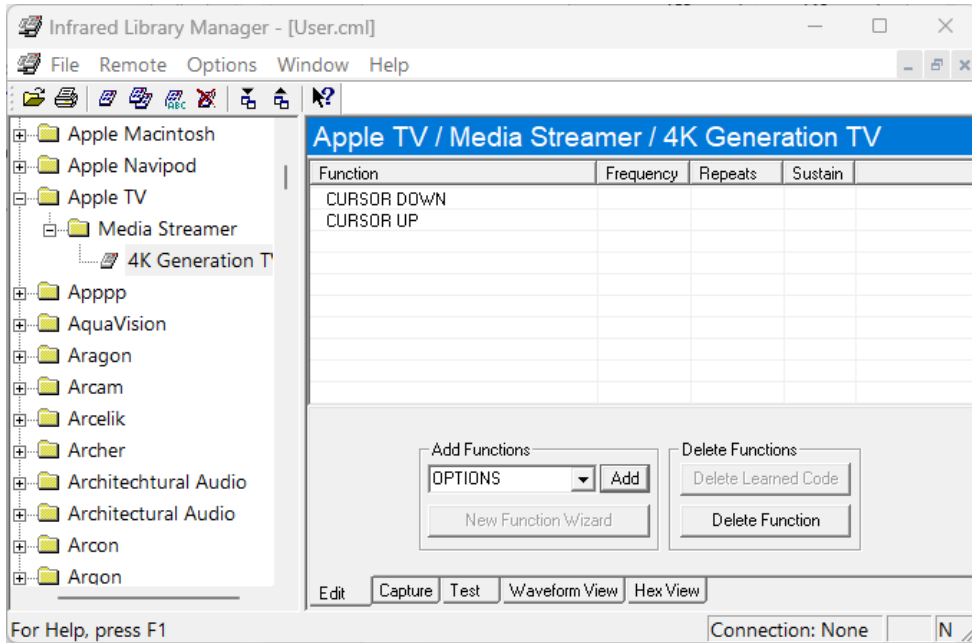 Infrared Library Manager - [User.cml]
File Remote Options Window Help
Apple Macintosh
Apple Navipod
Apple TV
Media Streamer
4K Generation T
Apppp
AquaVision
Aragon
Arcam
Arcelik
Archer
Architechtural Audio
Architectural Audio
Arcon
Argon
Apple TV / Media Streamer / 4K Generation TV
Function Frequency Repeats Sustain
CURSOR DOWN
CURSOR UP
Add Functions
OPTIONS Add
New Function Wizard
Delete Functions
Delete Learned Code
Delete Function
Edit Capture Test Waveform View Hex View
For Help, press F1 Connection: None N